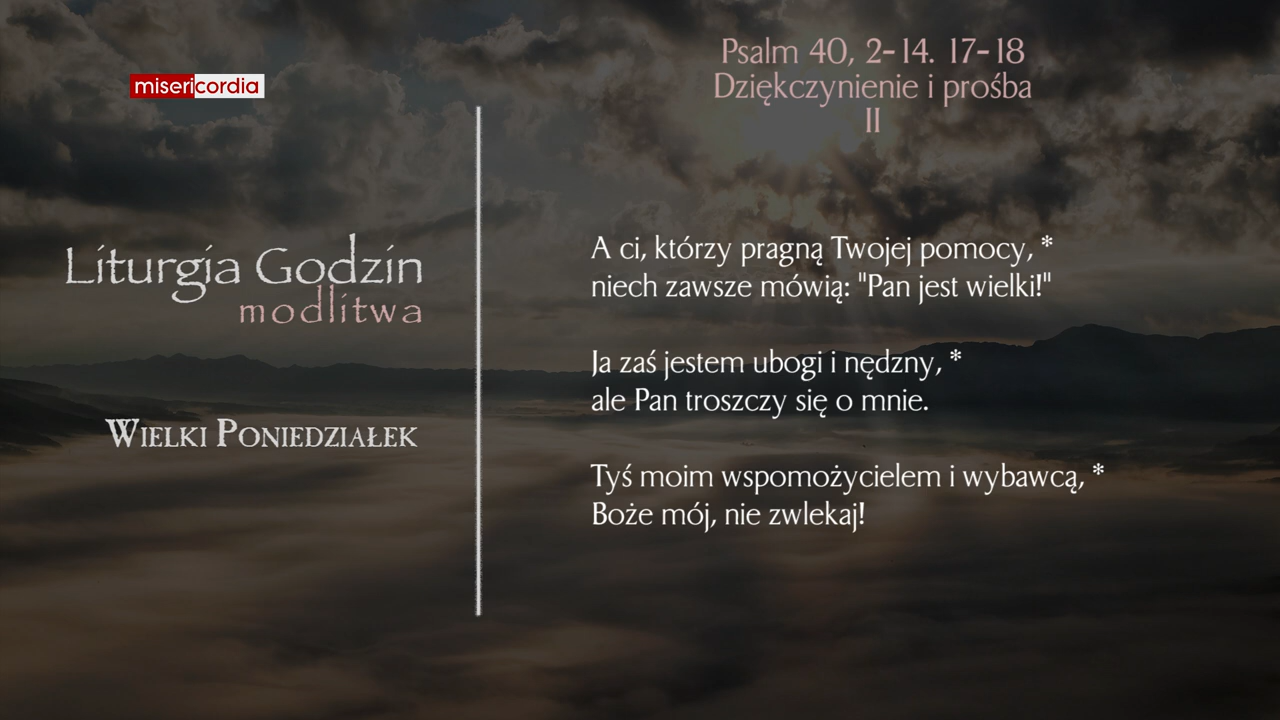 misericordia
Liturgia Godzin
modlitwa
Wielki Poniedziałek
Psalm 40, 2-14. 17-18
Dziękczynienie i prośba
II
A ci, którzy pragną Twojej pomocy, *
niech zawsze mówią: "Pan jest wielki!"
Ja zaś jestem ubogi i nędzny, *
ale Pan troszczy się o mnie.
Tyś moim wspomożycielem i wybawcą, *
Boże mój, nie zwlekaj!